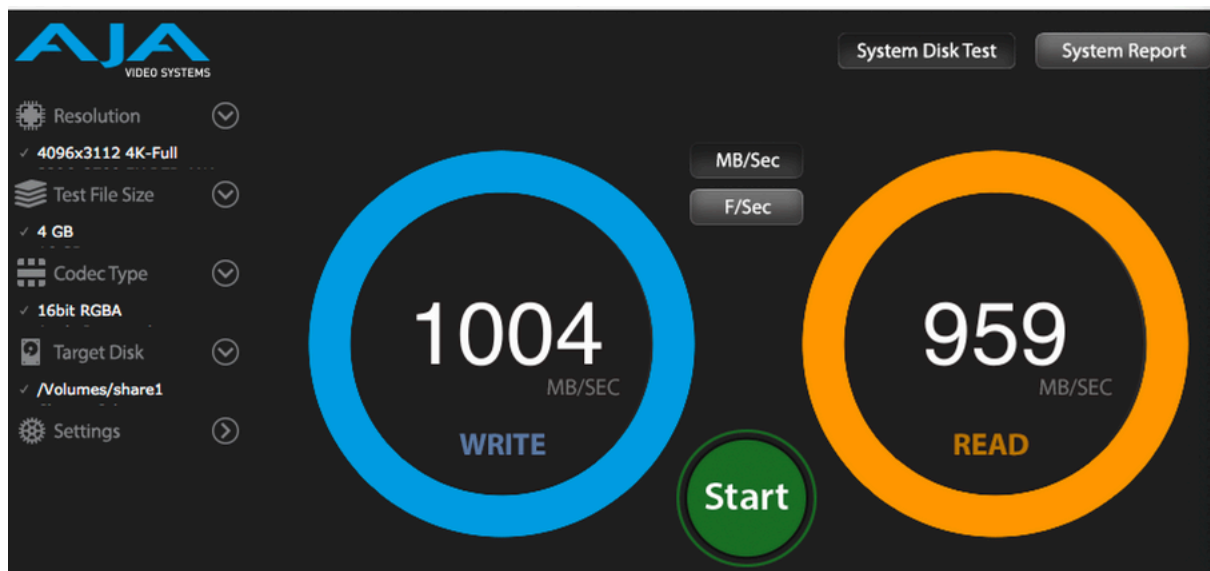 AJA
VIDEO SYSTEMS
System Disk Test
System Report
Resolution
✓ 4096x3112 4K-Full
Test File Size
✓ 4 GB
Codec Type
✓ 16bit RGBA
Target Disk
✓ /Volumes/share1
Settings
MB/Sec
F/Sec
1004
MB/SEC
WRITE
959
MB/SEC
READ
Start